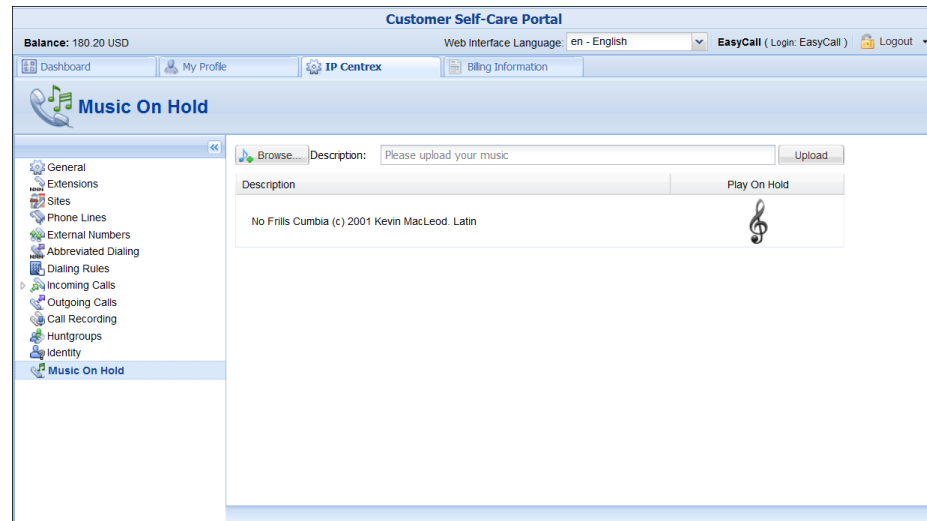 Customer Self-Care Portal
Balance: 180.20 USD
Web Interface Language: en - English
EasyCall ( Login: EasyCall )
Logout
Dashboard
My Profile
IP Centrex
Billing Information
Music On Hold
General
Extensions
Sites
Phone Lines
External Numbers
Abbreviated Dialing
Dialing Rules
Incoming Calls
Outgoing Calls
Call Recording
Huntgroups
Identity
Music On Hold
Browse... Description: Please upload your music Upload
Description Play On Hold
No Frills Cumbia (c) 2001 Kevin MacLeod. Latin